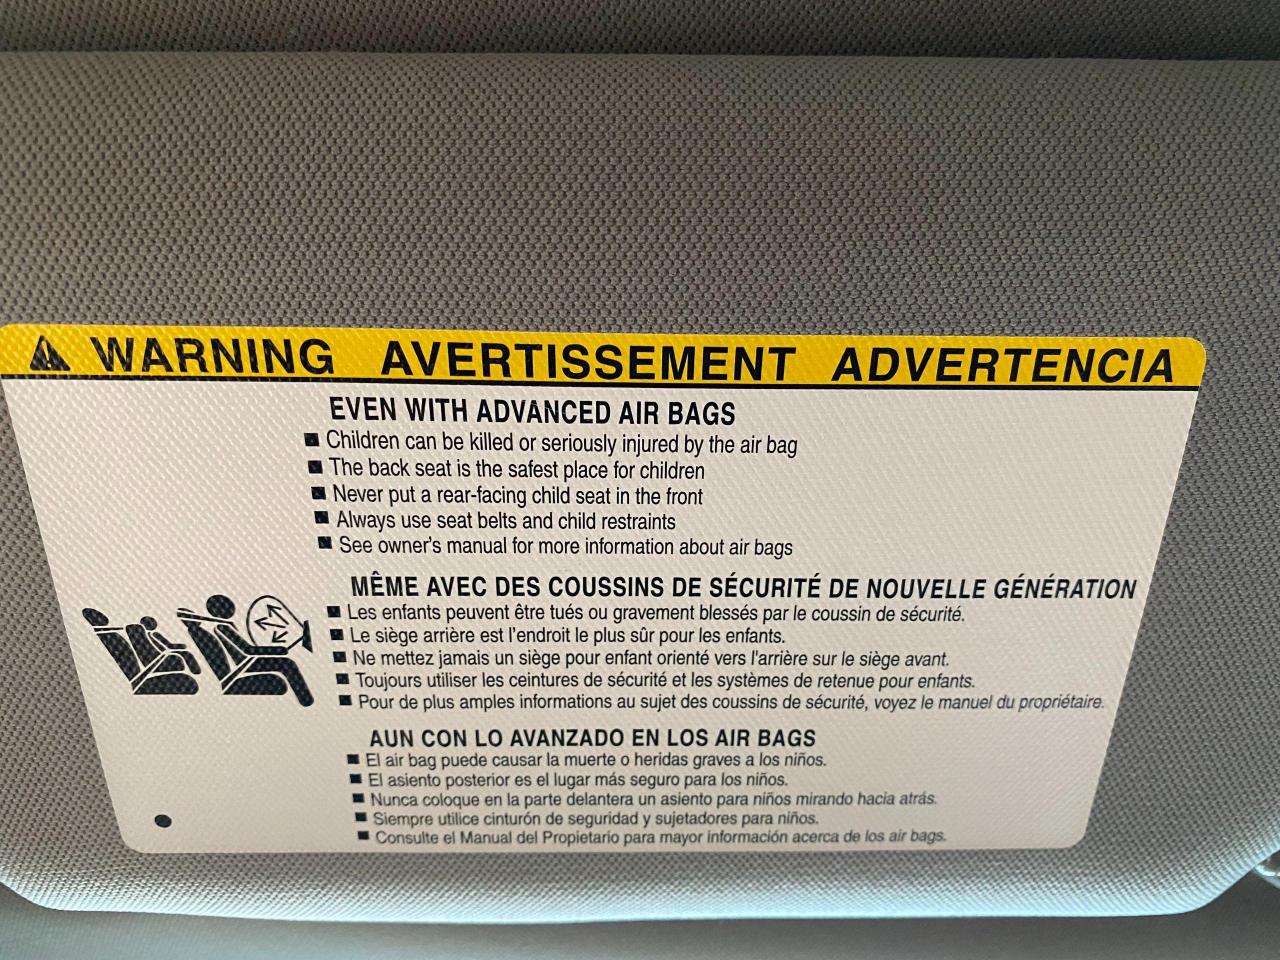 WARNING AVERTISSEMENT ADVERTENCIA
EVEN WITH ADVANCED AIR BAGS
■ Children can be killed or seriously injured by the air bag
■ The back seat is the safest place for children
■ Never put a rear-facing child seat in the front
■ Always use seat belts and child restraints
■ See owner's manual for more information about air bags
MÊME AVEC DES COUSSINS DE SÉCURITÉ DE NOUVELLE GÉNÉRATION
■ Les enfants peuvent être tués ou gravement blessés par le coussin de sécurité.
■ Le siège arrière est l'endroit le plus sûr pour les enfants.
■ Ne mettez jamais un siège pour enfant orienté vers l'arrière sur le siège avant.
■ Toujours utiliser les ceintures de sécurité et les systèmes de retenue pour enfants.
■ Pour de plus amples informations au sujet des coussins de sécurité, voyez le manuel du propriétaire.
AUN CON LO AVANZADO EN LOS AIR BAGS
■ El air bag puede causar la muerte o heridas graves a los niños.
■ El asiento posterior es el lugar más seguro para los niños.
■ Nunca coloque en la parte delantera un asiento para niños mirando hacia atrás.
■ Siempre utilice cinturón de seguridad y sujetadores para niños.
■ Consulte el Manual del Propietario para mayor información acerca de los air bags.